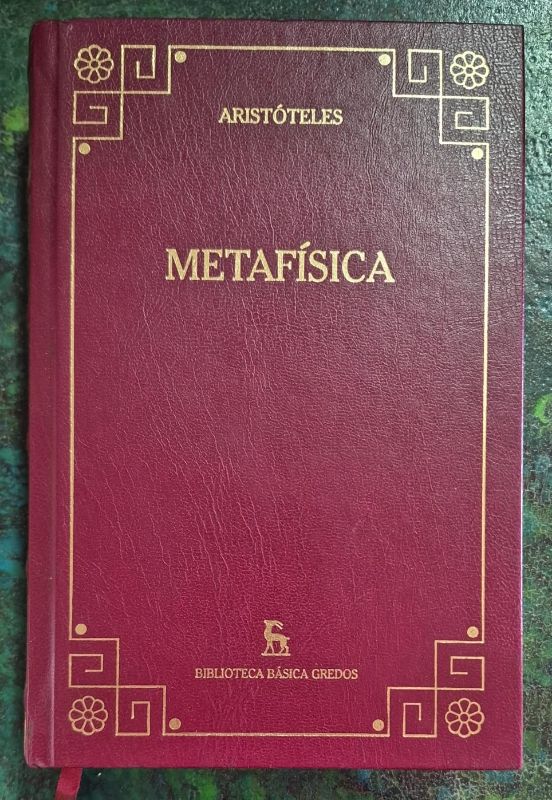 ARISTÓTELES
METAFÍSICA
BIBLIOTECA BÁSICA GREDOS